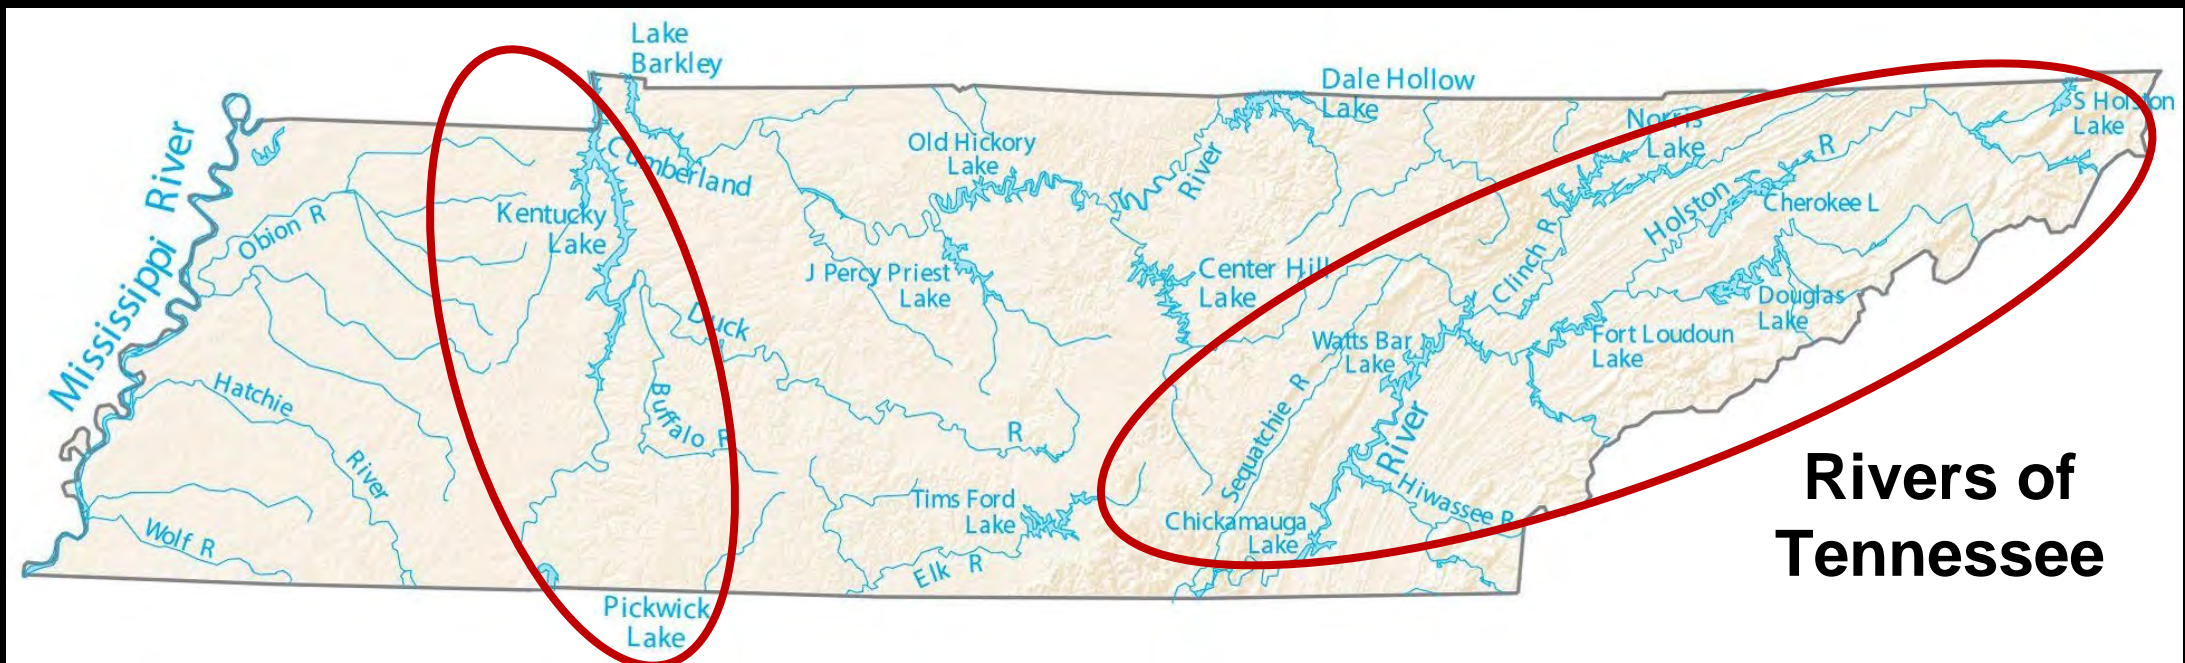 Lake
Barkley
Dale Hollow
Lake
S Holston
Lake
Norris
Lake
Old Hickory
Lake
Mississippi River
Cumberland
River
Holston R
Cherokee L
Kentucky
Lake
Obion R
Clinch R
J Percy Priest
Lake
Center Hill
Lake
Douglas
Lake
Duck R
Watts Bar
Lake
Fort Loudoun
Lake
Hatchie River
Buffalo R
Sequatchie R
River
Hiwassee R
Tims Ford
Lake
Chickamauga
Lake
Wolf R
Elk R
Pickwick
Lake
Rivers of
Tennessee